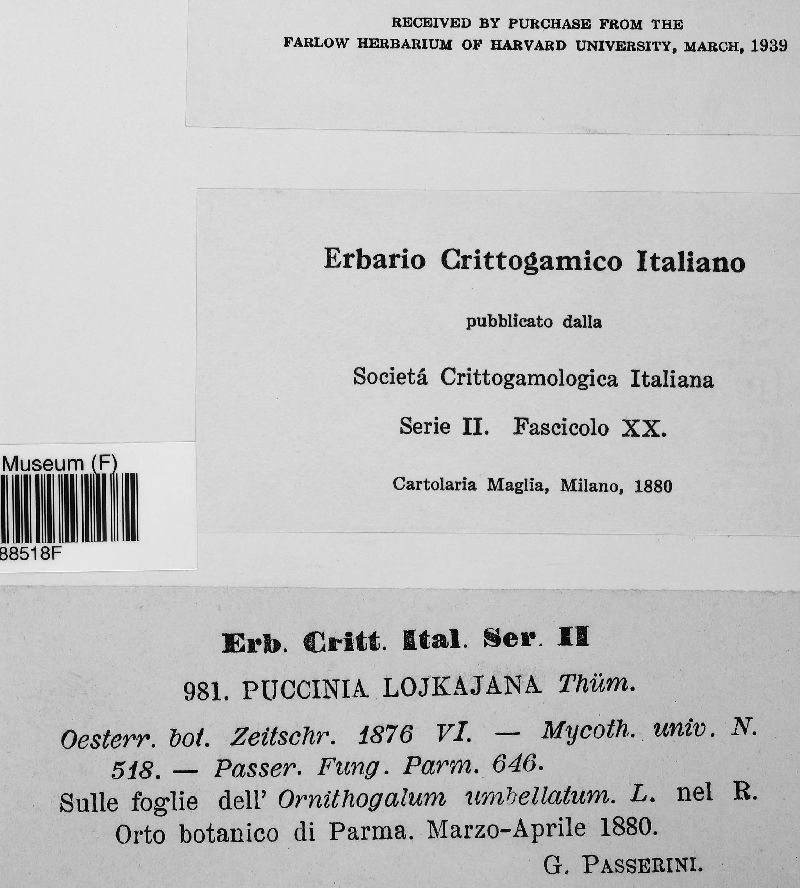 RECEIVED BY PURCHASE FROM THE
FARLOW HERBARIUM OF HARVARD UNIVERSITY, MARCH, 1939
Erbario Crittogamico Italiano
pubblicato dalla
Societá Crittogamologica Italiana
Serie II. Fascicolo XX.
Cartolaria Maglia, Milano, 1880
Museum (F)
88518F
Erb. Critt. Ital. Ser. II
981. PUCCINIA LOJKAJANA Thüm.
Oesterr. bot. Zeitschr. 1876 VI. — Mycoth. univ. N.
518. — Passer. Fung. Parm. 646.
Sulle foglie dell' Ornithogalum umbellatum. L. nel R.
Orto botanico di Parma. Marzo-Aprile 1880.
G. PASSERINI.